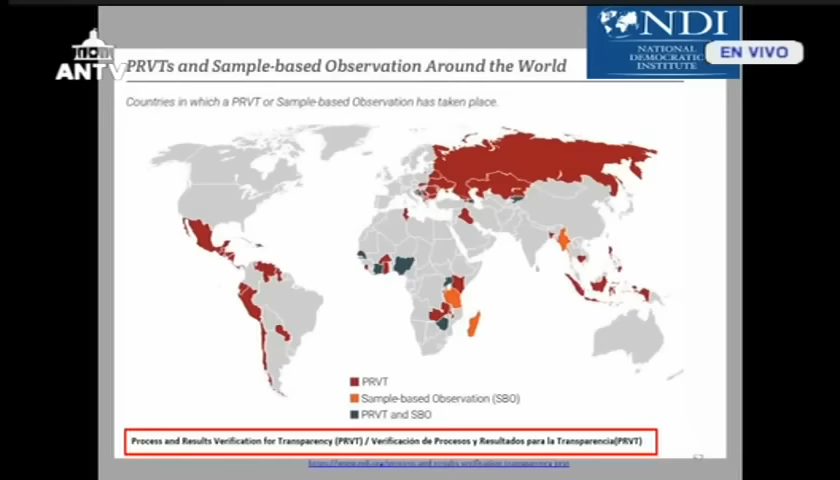 NDI
NATIONAL
DEMOCRATIC
INSTITUTE
EN VIVO
ANTV
PRVTs and Sample-based Observation Around the World
Countries in which a PRVT or Sample-based Observation has taken place.
PRVT
Sample-based Observation (SBO)
PRVT and SBO
Process and Results Verification for Transparency (PRVT) / Verificación de Procesos y Resultados para la Transparencia(PRVT)